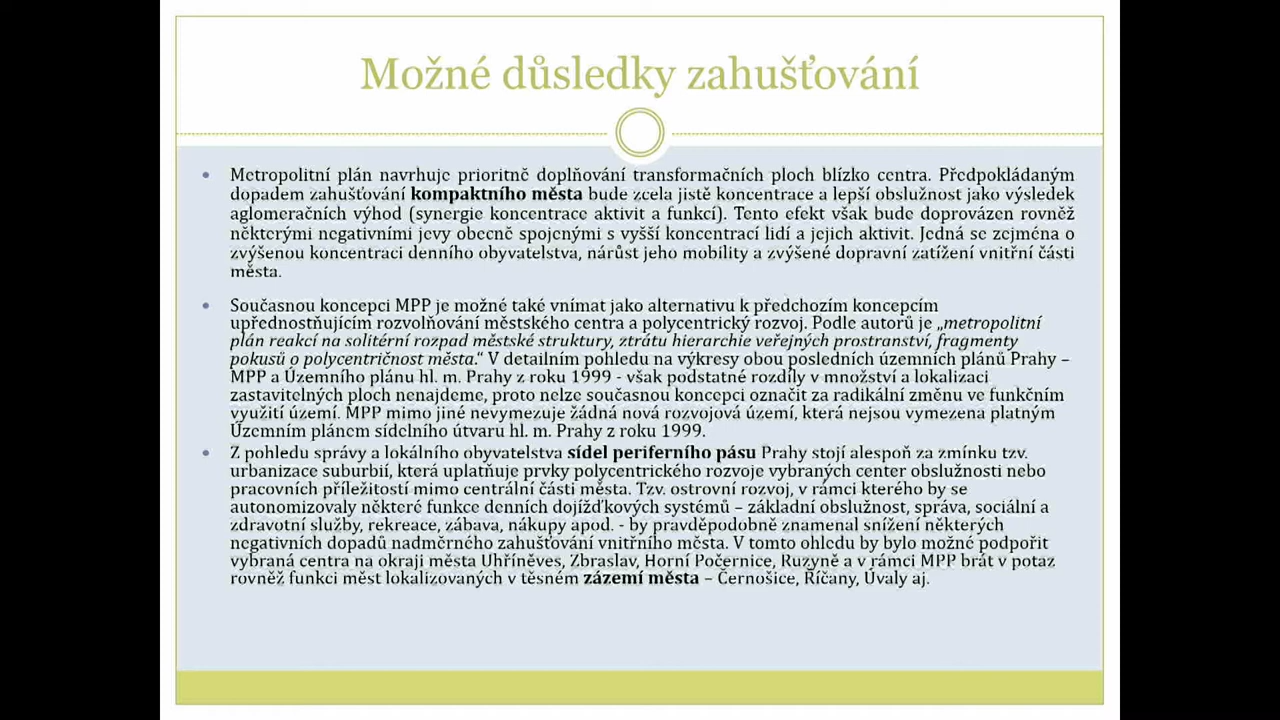 Možné důsledky zahušťování
• Metropolitní plán navrhuje prioritně doplňování transformačních ploch blízko centra. Předpokládaným
dopadem zahušťování kompaktního města bude zcela jistě koncentrace a lepší obslužnost jako výsledek
aglomeračních výhod (synergie koncentrace aktivit a funkcí). Tento efekt však bude doprovázen rovněž
některými negativními jevy obecně spojenými s vyšší koncentrací lidí a jejich aktivit. Jedná se zejména o
zvýšenou koncentraci denního obyvatelstva, nárůst jeho mobility a zvýšené dopravní zatížení vnitřní části
města.
• Současnou koncepci MPP je možné také vnímat jako alternativu k předchozím koncepcím
upřednostňujícím rozvolňování městského centra a polycentrický rozvoj. Podle autorů je „metropolitní
plán reakcí na solitérní rozpad městské struktury, ztrátu hierarchie veřejných prostranství, fragmenty
pokusů o polycentričnost města.“ V detailním pohledu na výkresy obou posledních územních plánů Prahy –
MPP a Územního plánu hl. m. Prahy z roku 1999 - však podstatné rozdíly v množství a lokalizaci
zastavitelných ploch nenajdeme, proto nelze současnou koncepci označit za radikální změnu ve funkčním
využití území. MPP mimo jiné nevymezuje žádná nová rozvojová území, která nejsou vymezena platným
Územním plánem sídelního útvaru hl. m. Prahy z roku 1999.
• Z pohledu správy a lokálního obyvatelstva sídel periferního pásu Prahy stojí alespoň za zmínku tzv.
urbanizace suburbií, která uplatňuje prvky polycentrického rozvoje vybraných center obslužnosti nebo
pracovních příležitostí mimo centrální části města. Tzv. ostrovní rozvoj, v rámci kterého by se
autonomizovaly některé funkce denních dojížďkových systémů – základní obslužnost, správa, sociální a
zdravotní služby, rekreace, zábava, nákupy apod. - by pravděpodobně znamenal snížení některých
negativních dopadů nadměrného zahušťování vnitřního města. V tomto ohledu by bylo možné podpořit
vybraná centra na okraji města Uhříněves, Zbraslav, Horní Počernice, Ruzyně a v rámci MPP brát v potaz
rovněž funkci měst lokalizovaných v těsném zázemí města – Černošice, Říčany, Úvaly aj.